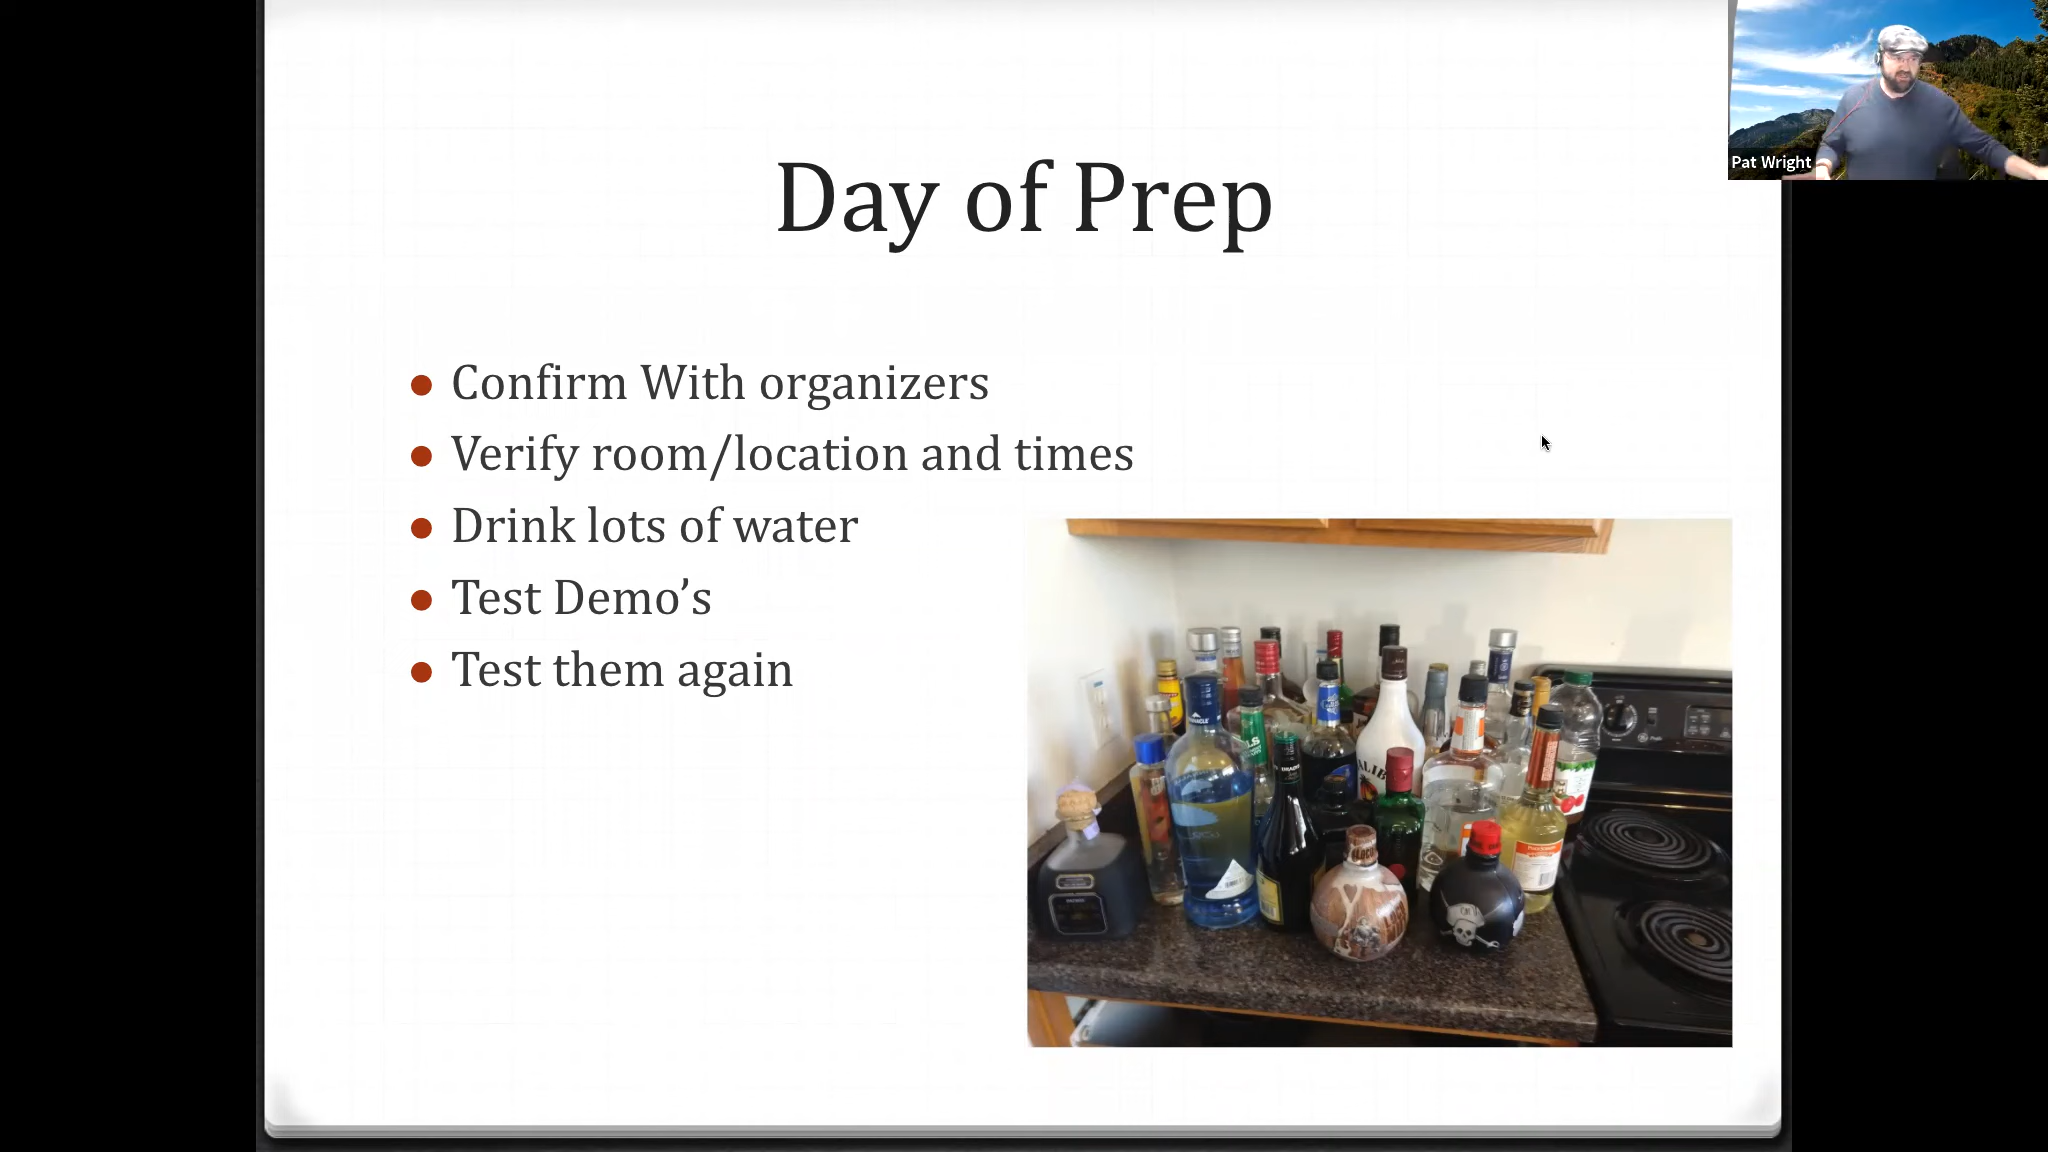 Day of Prep
Pat Wright
● Confirm With organizers
● Verify room/location and times
● Drink lots of water
● Test Demo’s
● Test them again